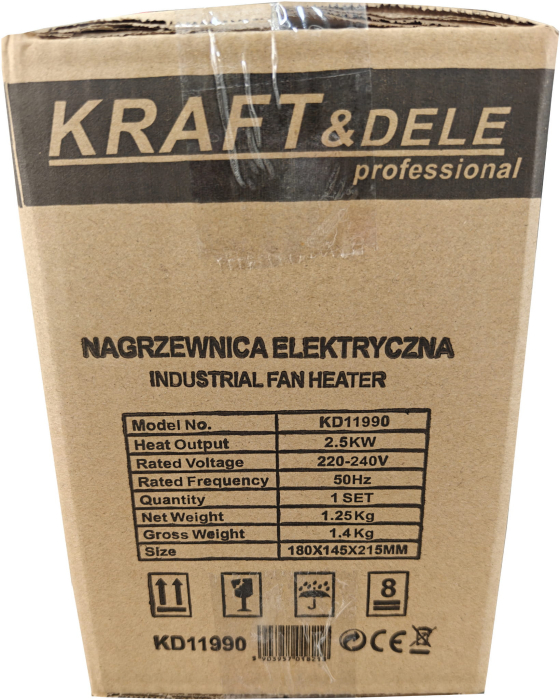 KRAFT &DELE
professional
NAGRZEWNICA ELEKTRYCZNA
INDUSTRIAL FAN HEATER
Model No. KD11990
Heat Output 2.5KW
Rated Voltage 220-240V
Rated Frequency 50Hz
Quantity 1 SET
Net Weight 1.25Kg
Gross Weight 1.4Kg
Size 180X145X215MM
8
KD11990
CE